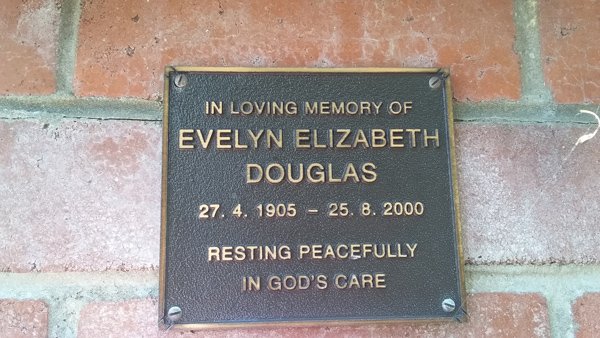 IN LOVING MEMORY OF
EVELYN ELIZABETH
DOUGLAS
27. 4. 1905 – 25. 8. 2000
RESTING PEACEFULLY
IN GOD'S CARE